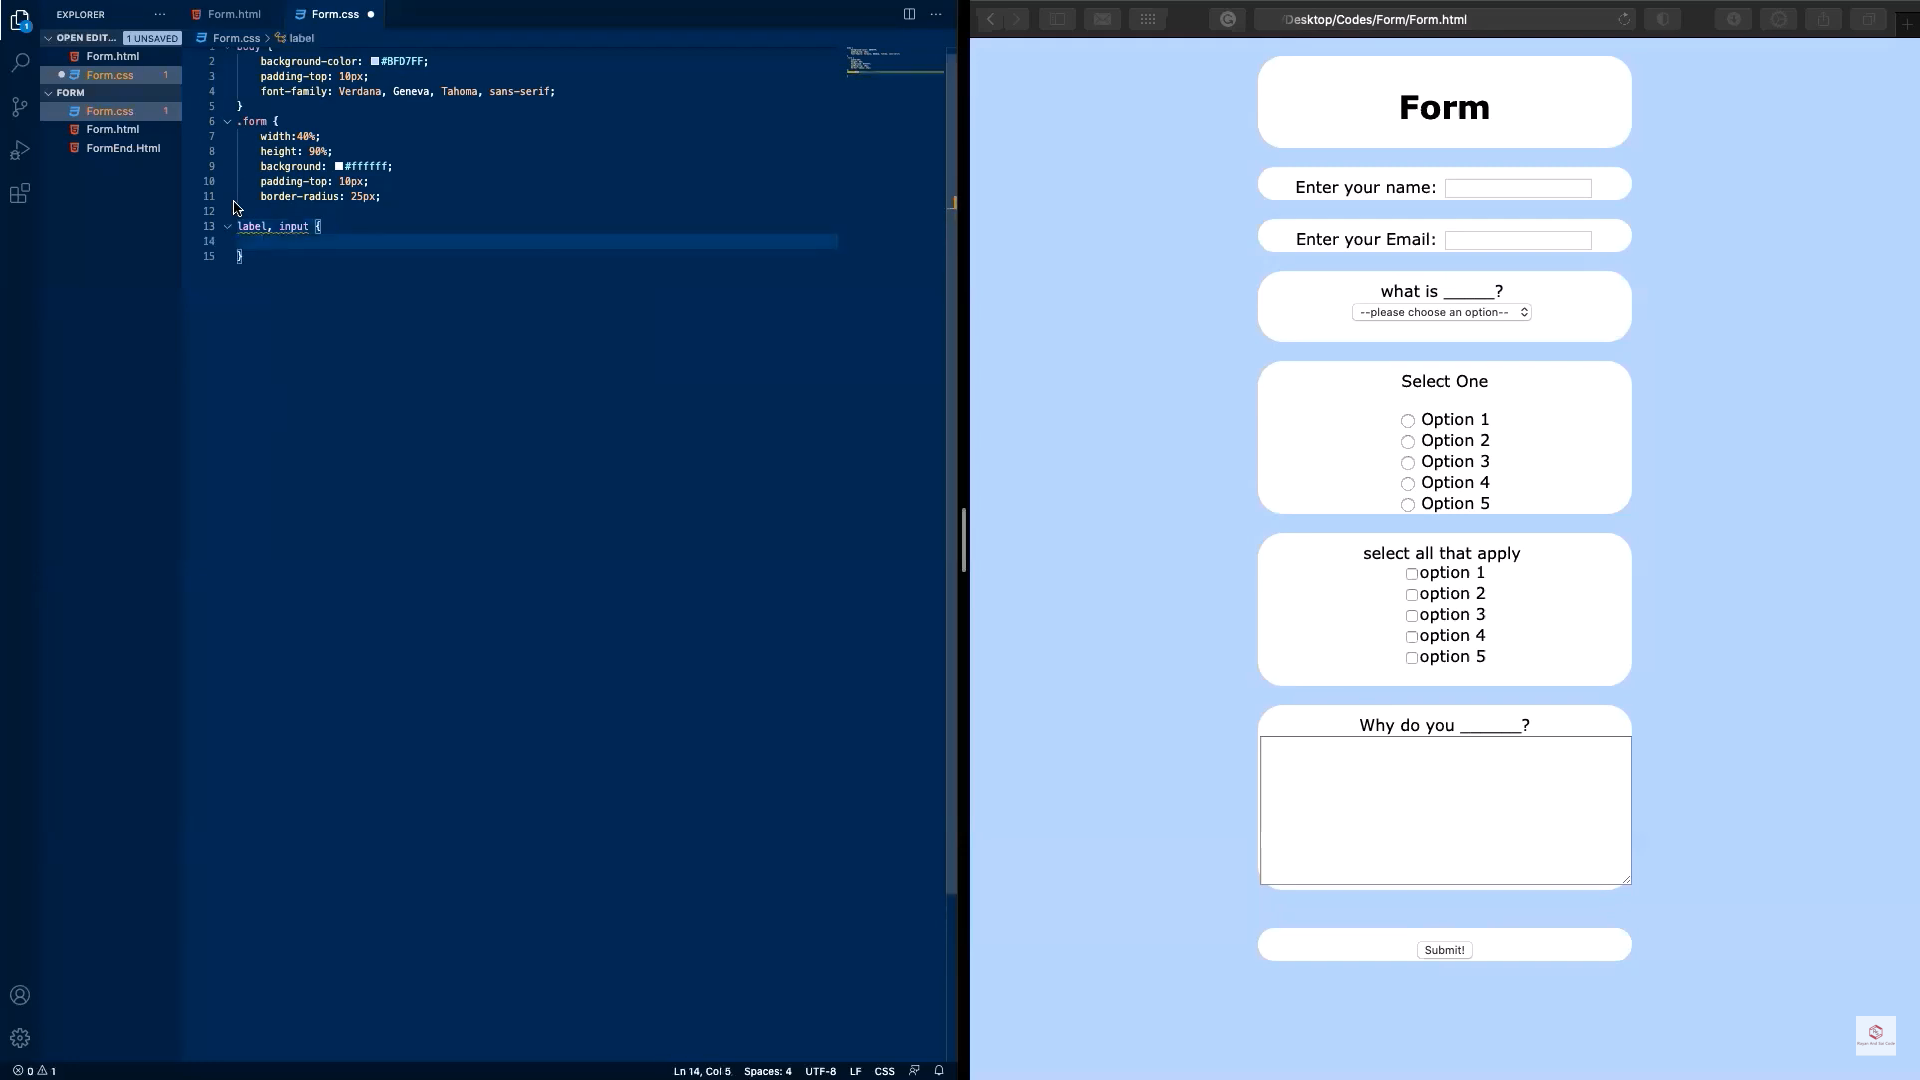 EXPLORER
OPEN EDIT... 1 UNSAVED
Form.html
Form.css 1
FORM
Form.css 1
Form.html
FormEnd.Html
1
Form.html
Form.css
Form.css > label
1 body {
2 background-color: #BFD7FF;
3 padding-top: 10px;
4 font-family: Verdana, Geneva, Tahoma, sans-serif;
5 }
6 .form {
7 width:40%;
8 height: 90%;
9 background: #ffffff;
10 padding-top: 10px;
11 border-radius: 25px;
12
13 label, input {
14
15 }
0 1
Ln 14, Col 5 Spaces: 4 UTF-8 LF CSS
Desktop/Codes/Form/Form.html
Form
Enter your name:
Enter your Email:
what is ______?
--please choose an option--
Select One
Option 1
Option 2
Option 3
Option 4
Option 5
select all that apply
option 1
option 2
option 3
option 4
option 5
Why do you _______?
Submit!